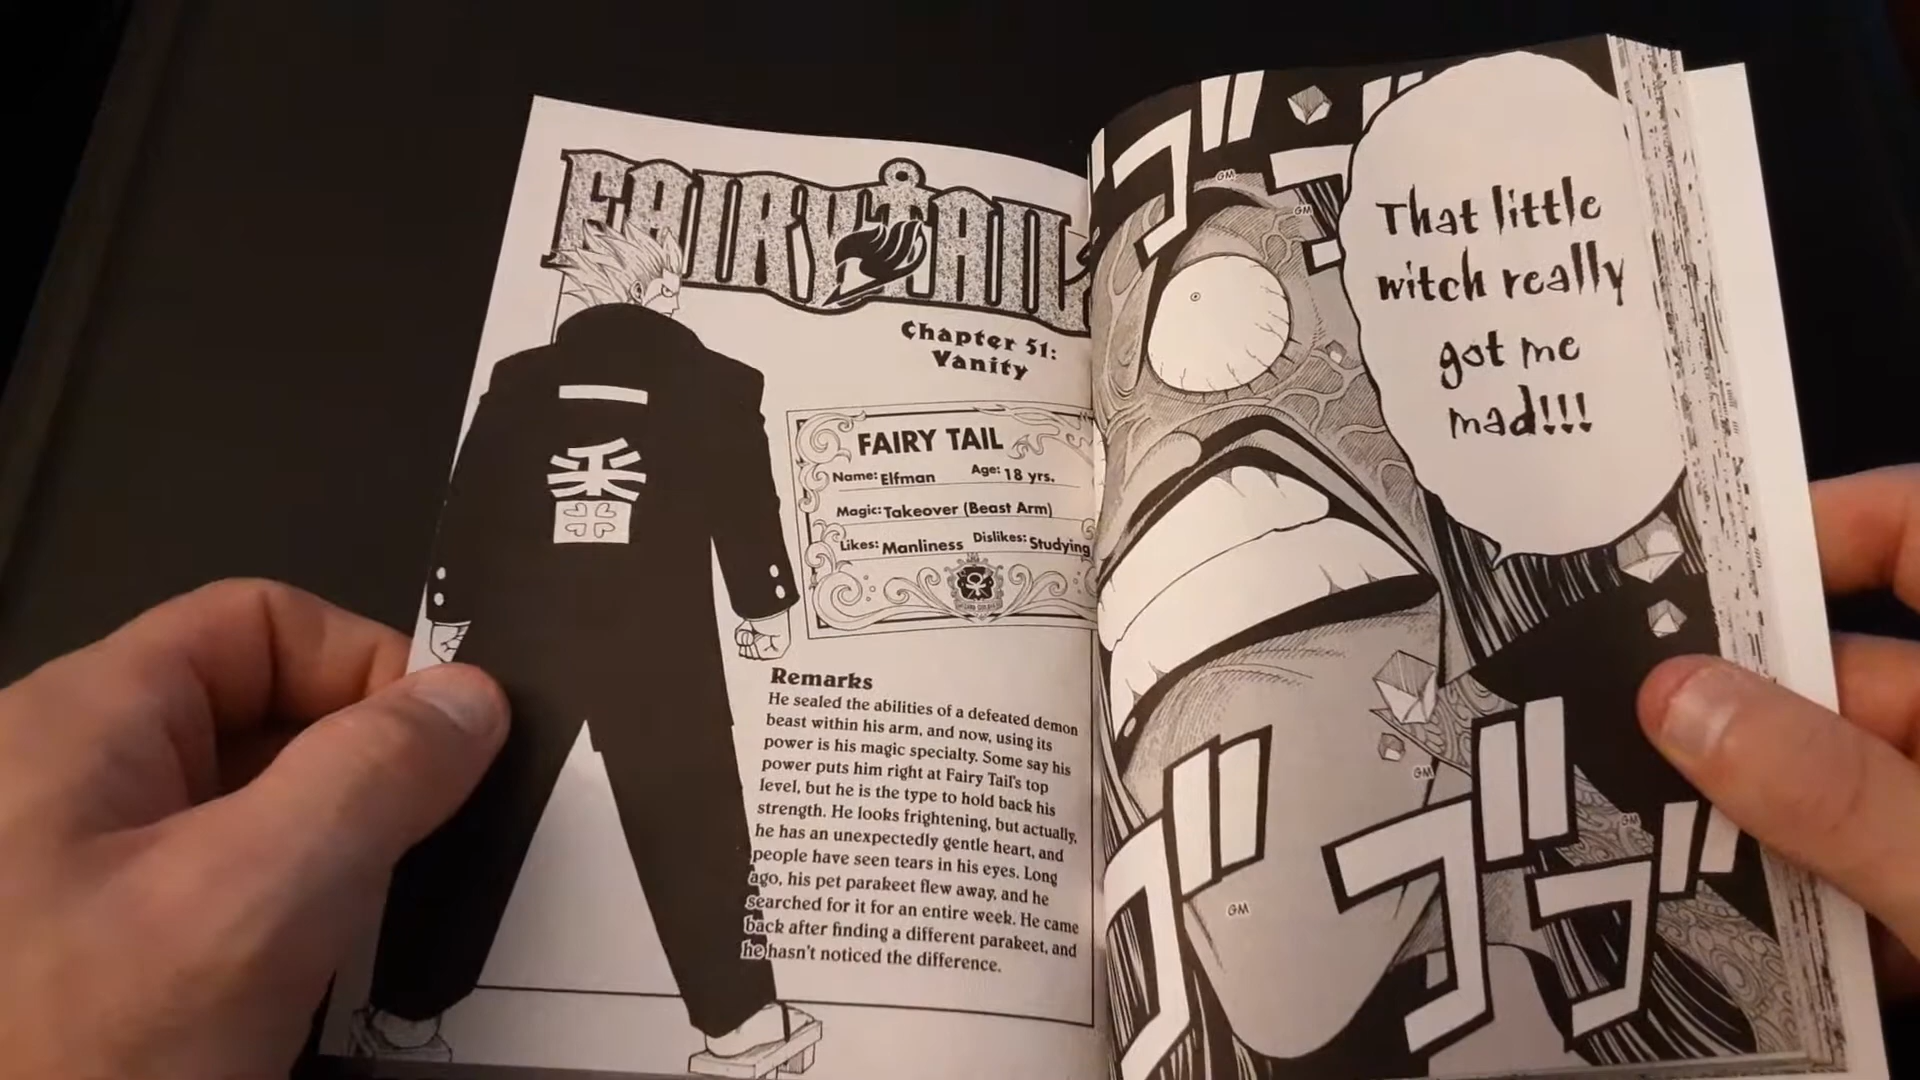 FAIRY TAIL
Chapter 51:
Vanity
一
番
FAIRY TAIL
Name: Elfman Age: 18 yrs.
Magic: Takeover (Beast Arm)
Likes: Manliness Dislikes: Studying
Remarks
He sealed the abilities of a defeated demon
beast within his arm, and now, using its
power is his magic specialty. Some say his
power puts him right at Fairy Tail's top
level, but he is the type to hold back his
strength. He looks frightening, but actually,
he has an unexpectedly gentle heart, and
people have seen tears in his eyes. Long
ago, his pet parakeet flew away, and he
searched for it for an entire week. He came
back after finding a different parakeet, and
he hasn't noticed the difference.
That little
witch really
got me
mad!!!
ゴ
GM
GM
GM
GM
GM
ゴ
ゴ
ゴ